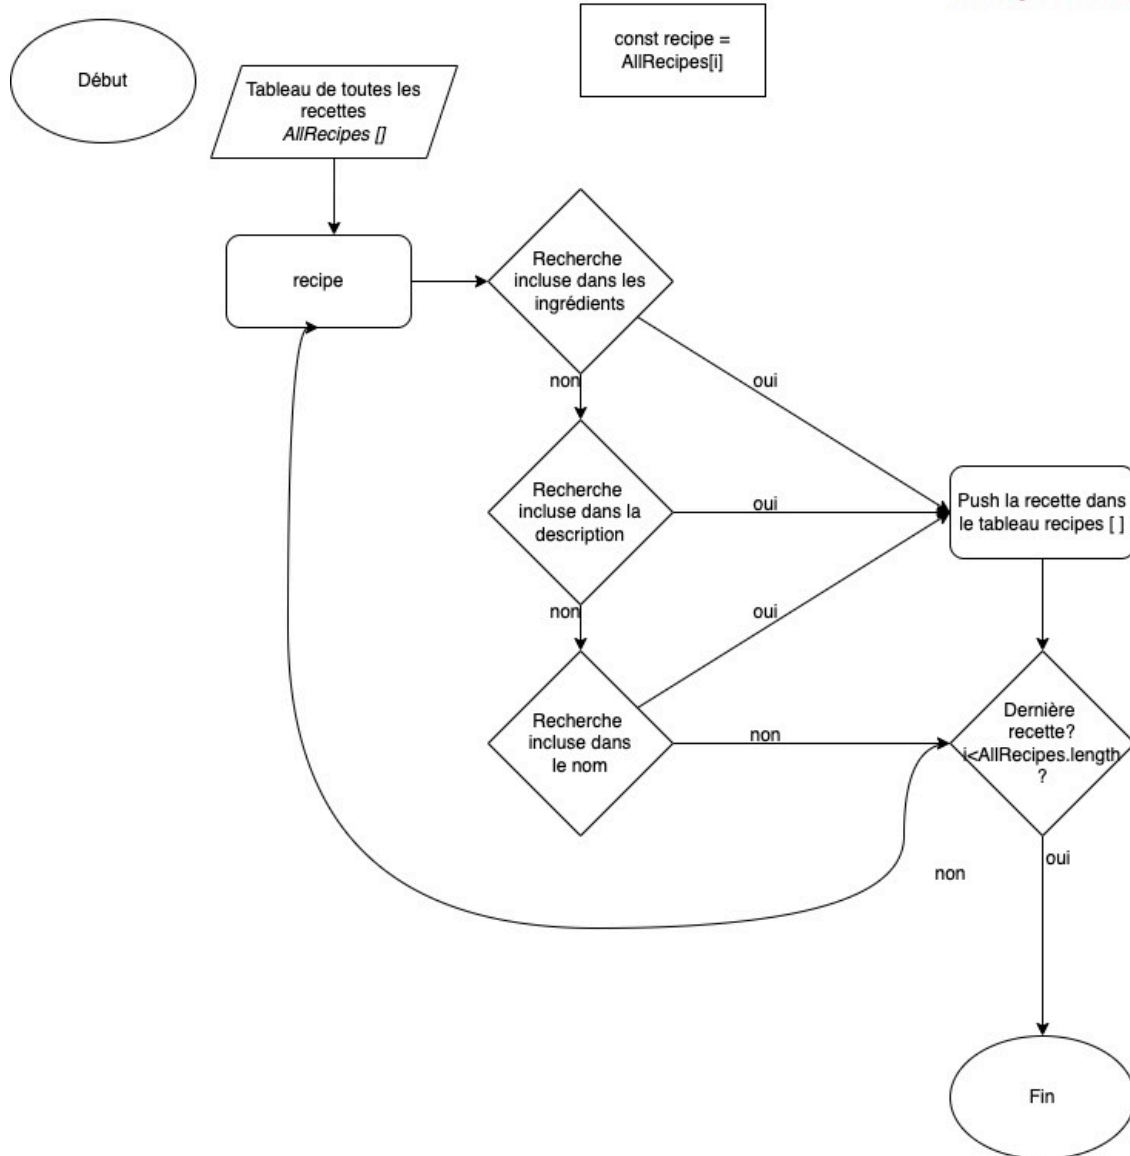 Début
Tableau de toutes les
recettes
AllRecipes []
const recipe =
AllRecipes[i]
recipe
Recherche
incluse dans les
ingrédients
non
oui
Recherche
incluse dans la
description
oui
Push la recette dans
le tableau recipes [ ]
non
oui
Recherche
incluse dans
le nom
non
Dernière
recette?
i<AllRecipes.length
?
non
oui
Fin